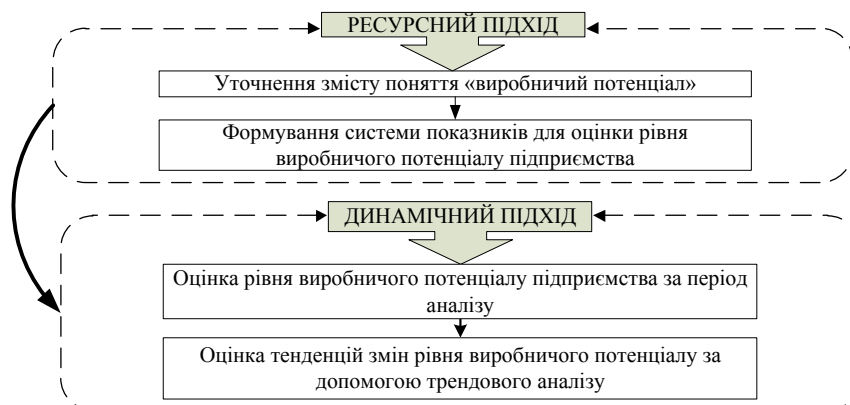 РЕСУРСНИЙ ПІДХІД
Уточнення змісту поняття «виробничий потенціал»
Формування системи показників для оцінки рівня
виробничого потенціалу підприємства
ДИНАМІЧНИЙ ПІДХІД
Оцінка рівня виробничого потенціалу підприємства за період
аналізу
Оцінка тенденцій змін рівня виробничого потенціалу за
допомогою трендового аналізу